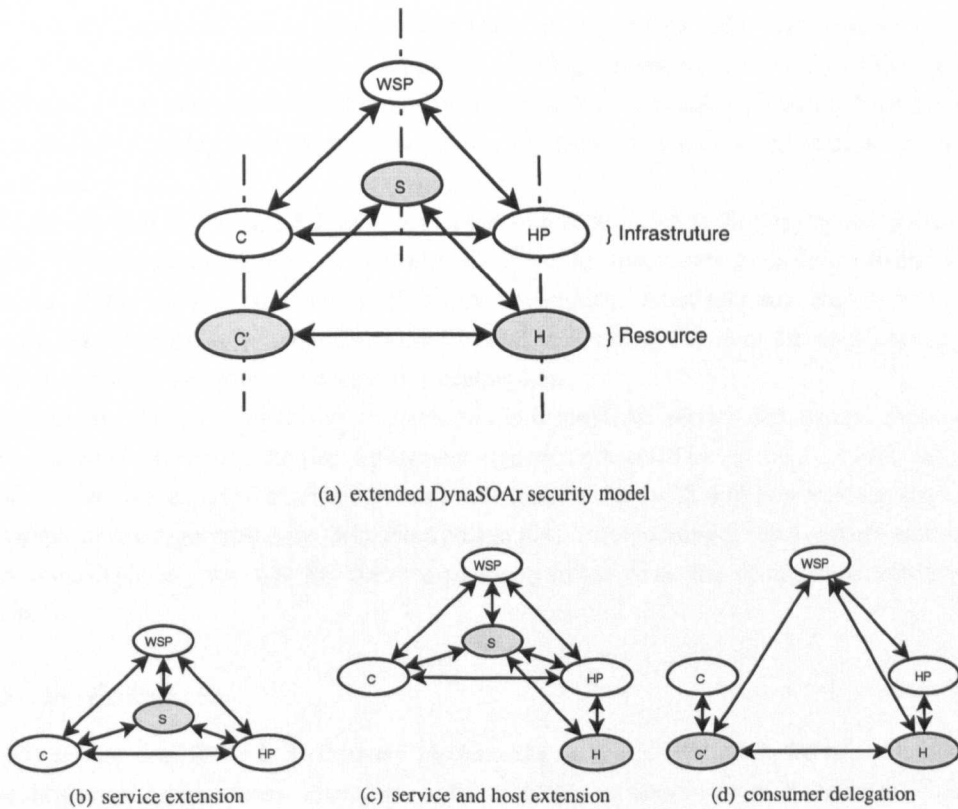 WSP
S
C
HP
} Infrastruture
C'
H
} Resource
(a) extended DynaSOAr security model
WSP
S
C
HP
(b) service extension
WSP
S
C
HP
H
(c) service and host extension
WSP
C
HP
C'
H
(d) consumer delegation